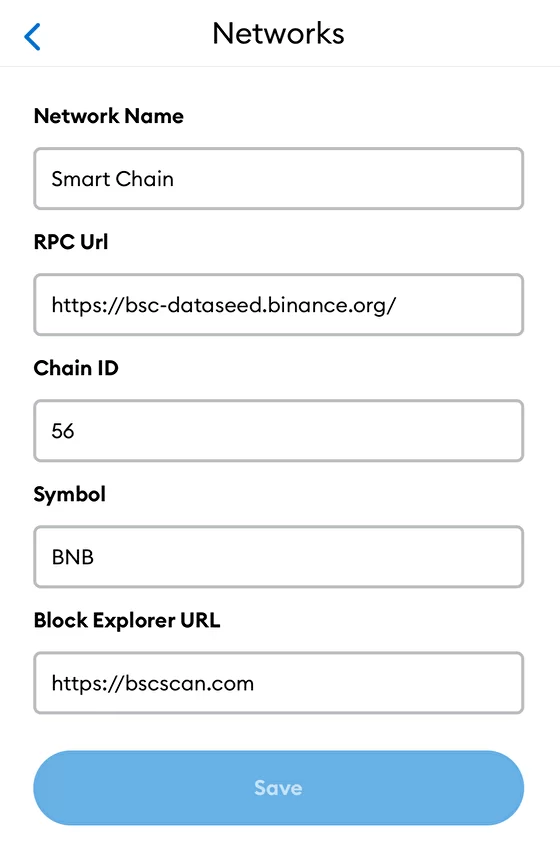 Networks
Network Name
Smart Chain
RPC Url
https://bsc-dataseed.binance.org/
Chain ID
56
Symbol
BNB
Block Explorer URL
https://bscscan.com
Save